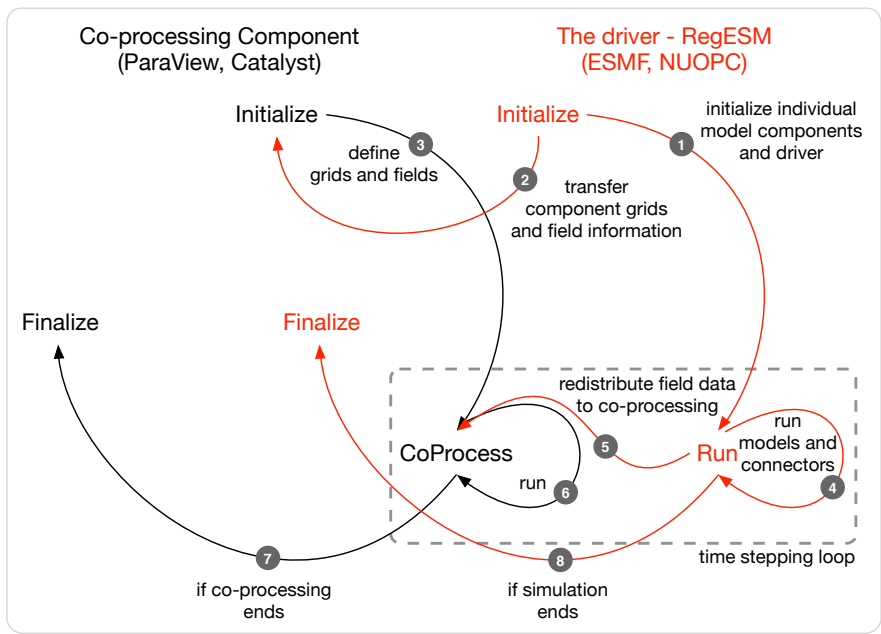 Co-processing Component
(ParaView, Catalyst)
The driver - RegESM
(ESMF, NUOPC)
Initialize
Initialize
initialize individual
model components
and driver
1
3
define
grids and fields
2
transfer
component grids
and field information
Finalize
Finalize
redistribute field data
to co-processing
CoProcess
5
Run
run
models and
connectors
run
6
4
time stepping loop
7
8
if co-processing
ends
if simulation
ends